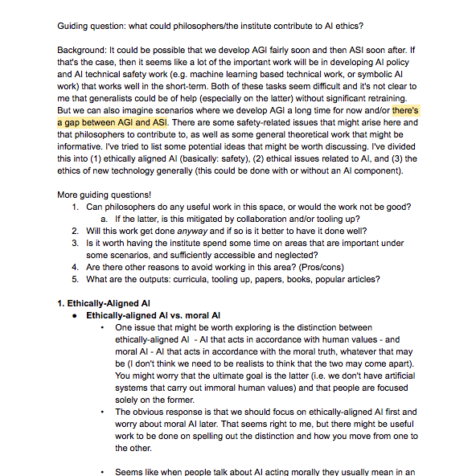 Guiding question: what could philosophers/the institute contribute to AI ethics?
Background: It could be possible that we develop AGI fairly soon and then ASI soon after. If
that's the case, then it seems like a lot of the important work will be in developing AI policy
and AI technical safety work (e.g. machine learning based technical work, or symbolic AI
work) that works well in the short-term. Both of these tasks seem difficult and it's not clear to
me that generalists could be of help (especially on the latter) without significant retraining.
But we can also imagine scenarios where we develop AGI a long time for now and/or there's
a gap between AGI and ASI. There are some safety-related issues that might arise here and
that philosophers to contribute to, as well as some general theoretical work that might be
informative. I've tried to list some potential ideas that might be worth discussing. I've divided
this into (1) ethically aligned AI (basically: safety), (2) ethical issues related to AI, and (3) the
ethics of new technology generally (this could be done with or without an AI component).
More guiding questions!
1. Can philosophers do any useful work in this space, or would the work not be good?
a. If the latter, is this mitigated by collaboration and/or tooling up?
2. Will this work get done anyway and if so is it better to have it done well?
3. Is it worth having the institute spend some time on areas that are important under
some scenarios, and sufficiently accessible and neglected?
4. Are there other reasons to avoid working in this area? (Pros/cons)
5. What are the outputs: curricula, tooling up, papers, books, popular articles?
1. Ethically-Aligned AI
● Ethically-aligned AI vs. moral AI
• One issue that might be worth exploring is the distinction between
ethically-aligned AI - AI that acts in accordance with human values - and
moral AI - AI that acts in accordance with the moral truth, whatever that may
be (I don't think we need to be realists to think that the two may come apart).
You might worry that the ultimate goal is the latter (i.e. we don't have artificial
systems that carry out immoral human values) and that people are focused
solely on the former.
• The obvious response is that we should focus on ethically-aligned AI first and
worry about moral AI later. That seems right to me, but there might be useful
work to be done on spelling out the distinction and how you move from one to
the other.
• Seems like when people talk about AI acting morally they usually mean in an